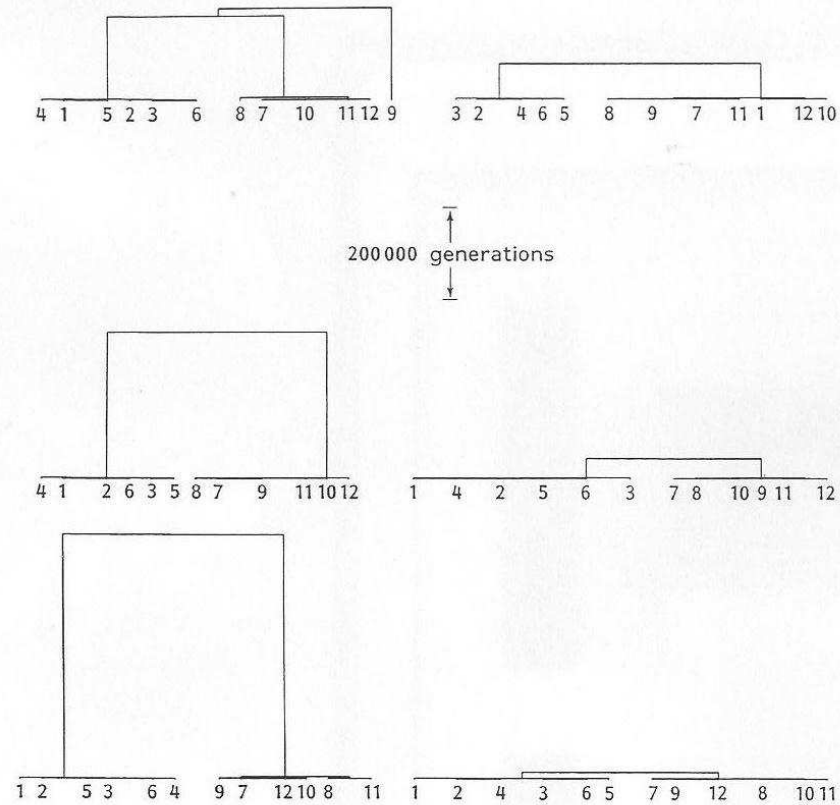 4 1 5 2 3 6 8 7 10 11 12 9
3 2 4 6 5 8 9 7 11 1 12 10
200000 generations
4 1 2 6 3 5 8 7 9 11 10 12
1 4 2 5 6 3 7 8 10 9 11 12
1 2 5 3 6 4 9 7 12 10 8 11
1 2 4 3 6 5 7 9 12 8 10 11